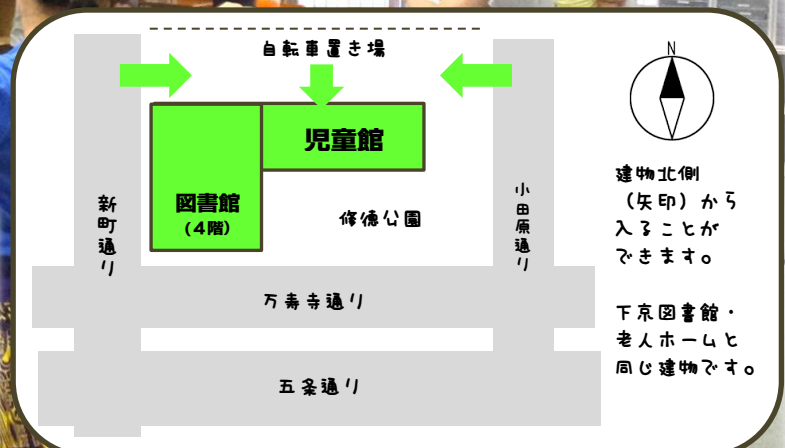 自転車置き場
N
児童館
図書館
(4階)
新町通り
小田原通り
修徳公園
万寿寺通り
五条通り
建物北側
（矢印）から
入ることが
できます。
下京図書館・
老人ホームと
同じ建物です。